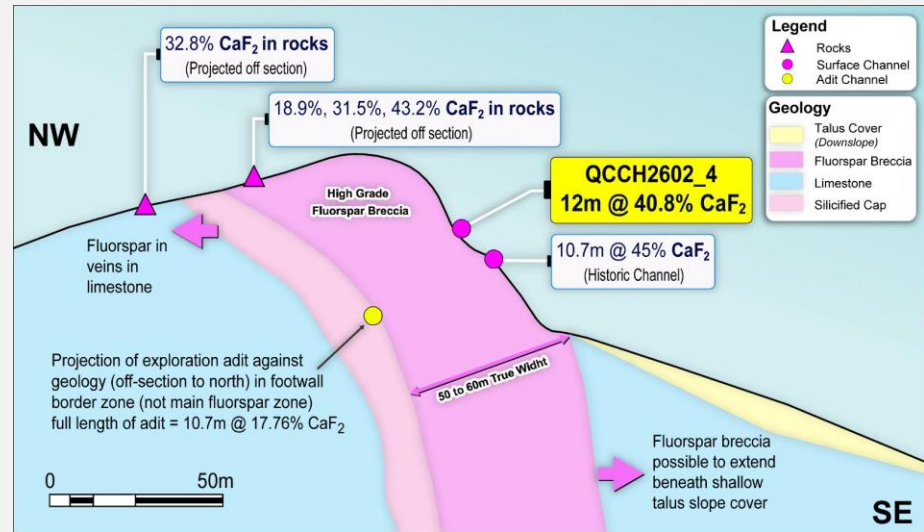 32.8% CaF₂ in rocks
(Projected off section)
18.9%, 31.5%, 43.2% CaF₂ in rocks
(Projected off section)
NW
High Grade
Fluorspar Breccia
QCCH2602_4
12m @ 40.8% CaF₂
10.7m @ 45% CaF₂
(Historic Channel)
Fluorspar in
veins in
limestone
Projection of exploration adit against
geology (off-section to north) in footwall
border zone (not main fluorspar zone)
full length of adit = 10.7m @ 17.76% CaF₂
50 to 60m True Widht
Fluorspar breccia
possible to extend
beneath shallow
talus slope cover
0 50m
SE
Legend
Rocks
Surface Channel
Adit Channel
Geology
Talus Cover
(Downslope)
Fluorspar Breccia
Limestone
Silicified Cap